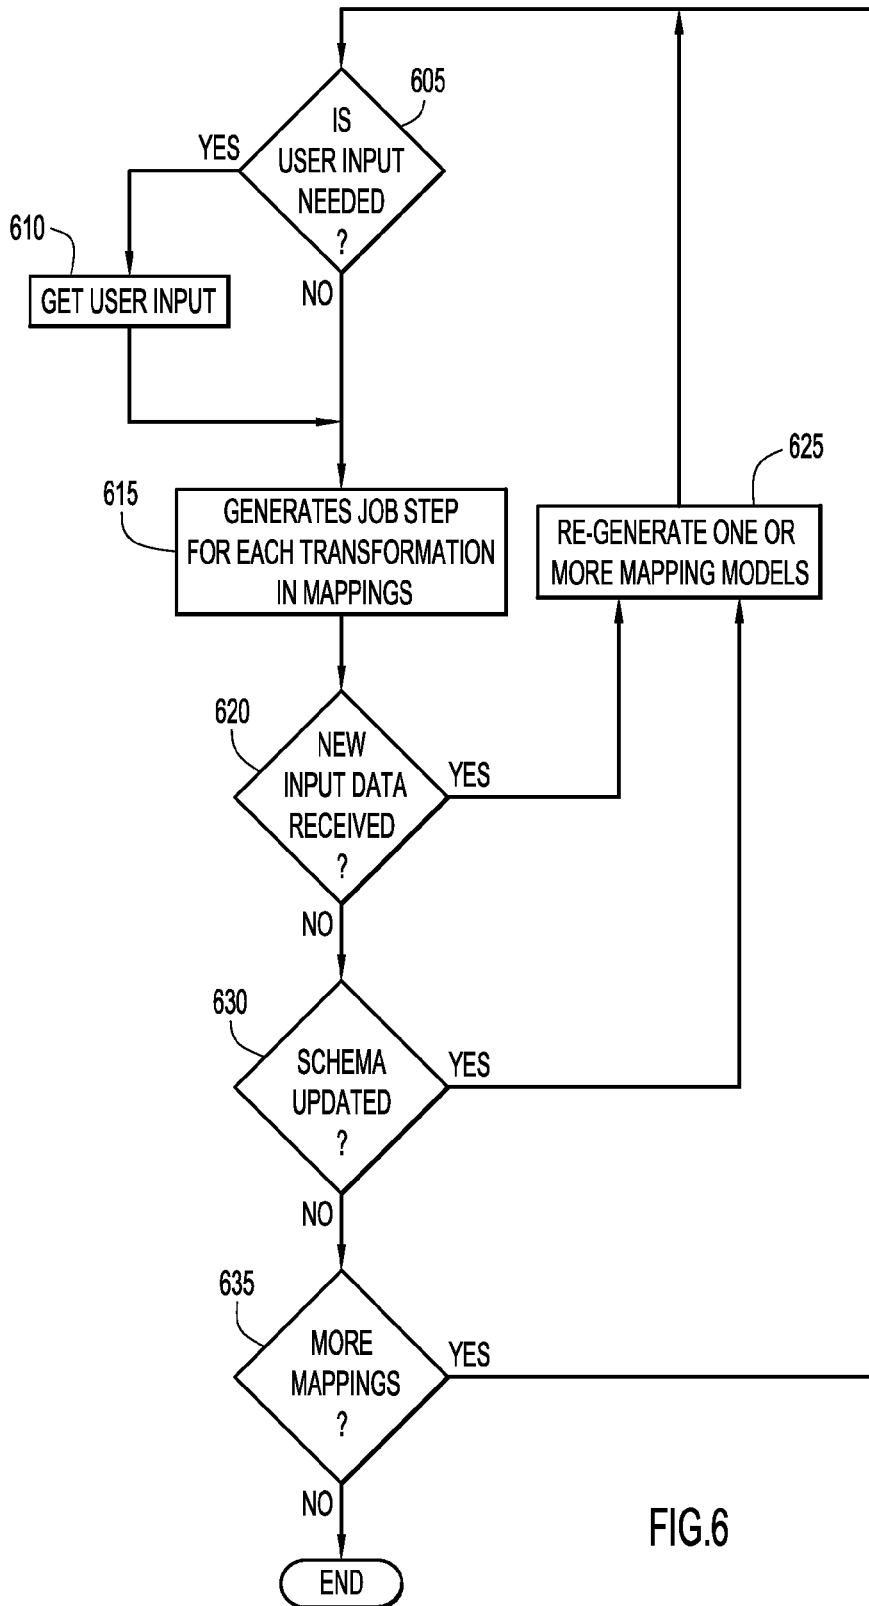 605
IS
USER INPUT
NEEDED
?
YES
NO
610
GET USER INPUT
615
GENERATES JOB STEP
FOR EACH TRANSFORMATION
IN MAPPINGS
625
RE-GENERATE ONE OR
MORE MAPPING MODELS
620
NEW
INPUT DATA
RECEIVED
?
YES
NO
630
SCHEMA
UPDATED
?
YES
NO
635
MORE
MAPPINGS
?
YES
NO
END
FIG.6